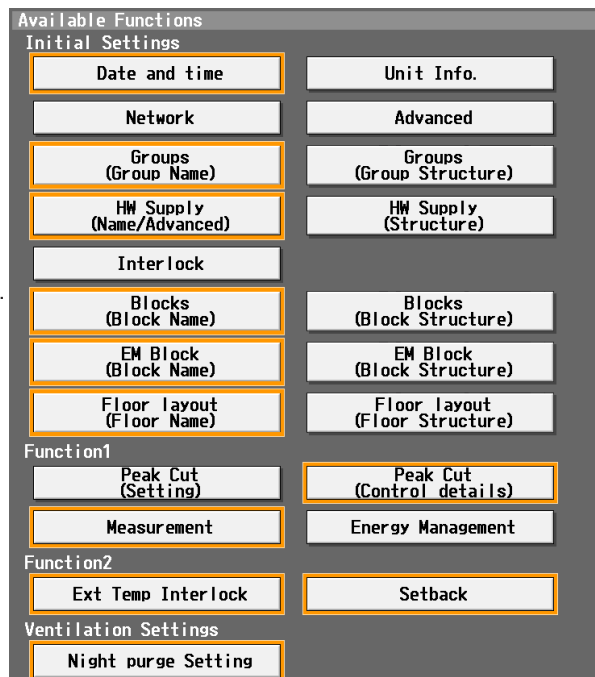 Available Functions
Initial Settings
Date and time
Unit Info.
Network
Advanced
Groups
(Group Name)
Groups
(Group Structure)
HW Supply
(Name/Advanced)
HW Supply
(Structure)
Interlock
Blocks
(Block Name)
Blocks
(Block Structure)
EM Block
(Block Name)
EM Block
(Block Structure)
Floor layout
(Floor Name)
Floor layout
(Floor Structure)
Function1
Peak Cut
(Setting)
Peak Cut
(Control details)
Measurement
Energy Management
Function2
Ext Temp Interlock
Setback
Ventilation Settings
Night purge Setting